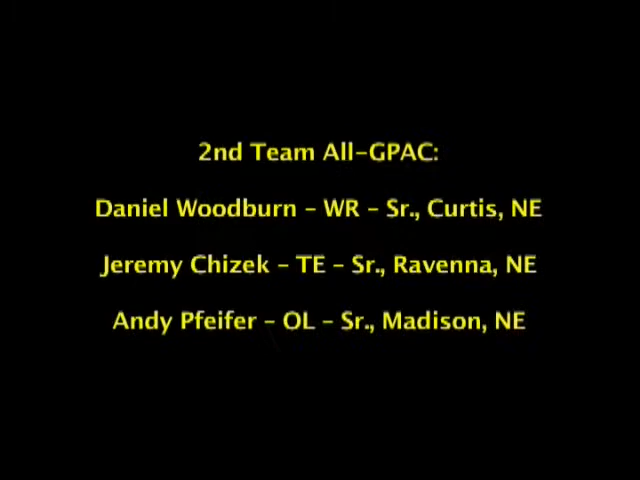 2nd Team All-GPAC:
Daniel Woodburn - WR - Sr., Curtis, NE
Jeremy Chizek - TE - Sr., Ravenna, NE
Andy Pfeifer - OL - Sr., Madison, NE